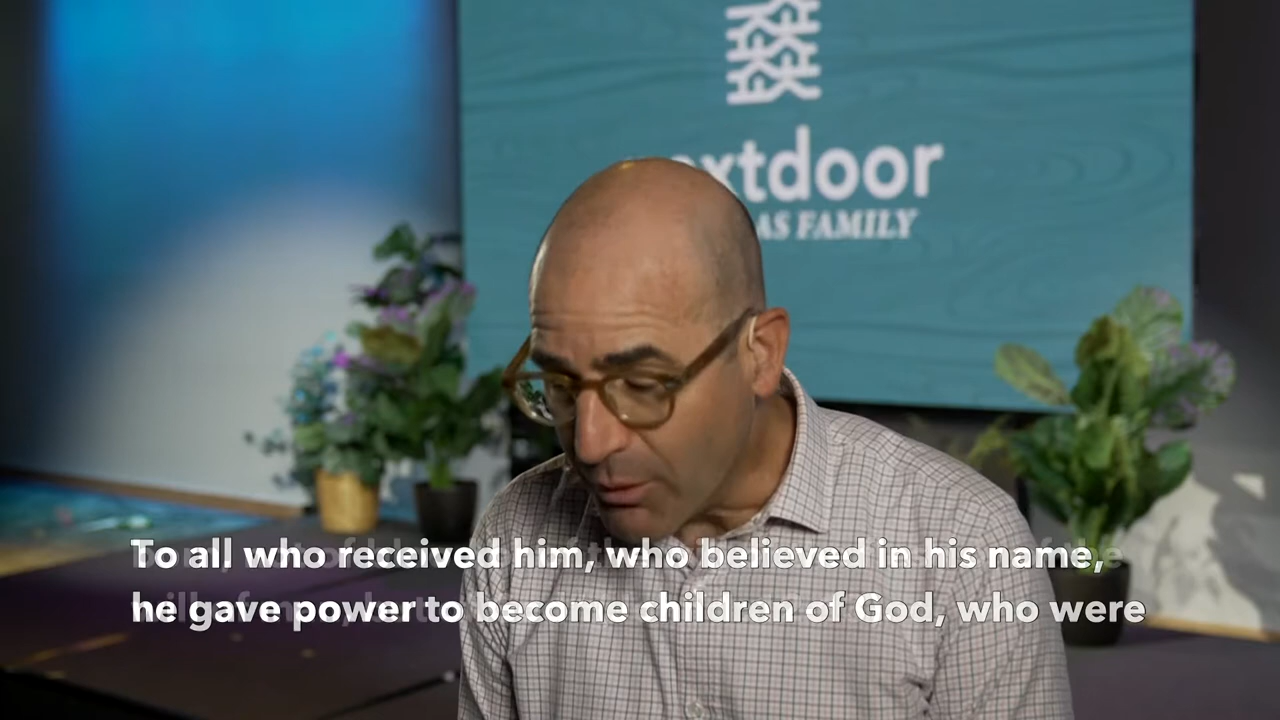 extdoor
AS FAMILY
To all who received him, who believed in his name,
he gave power to become children of God, who were